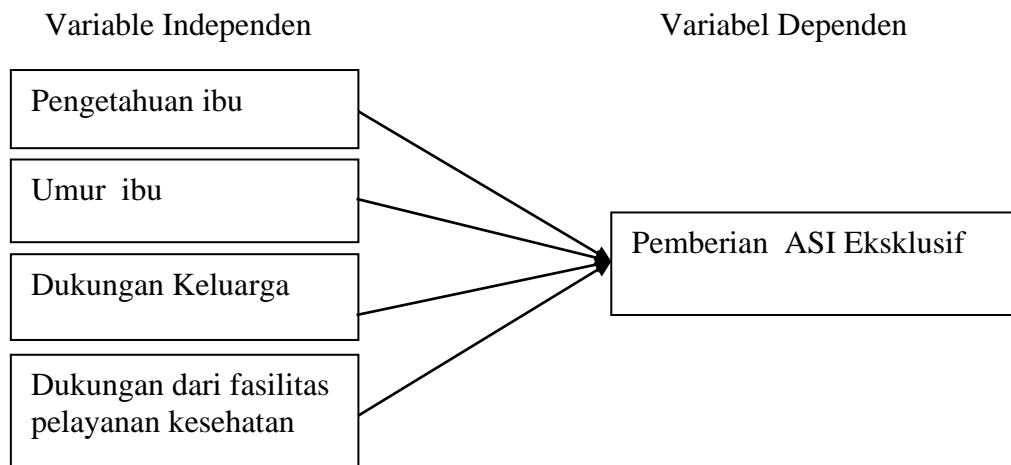 Variable Independen
Variabel Dependen
Pengetahuan ibu
Umur ibu
Dukungan Keluarga
Dukungan dari fasilitas
pelayanan kesehatan
Pemberian ASI Eksklusif